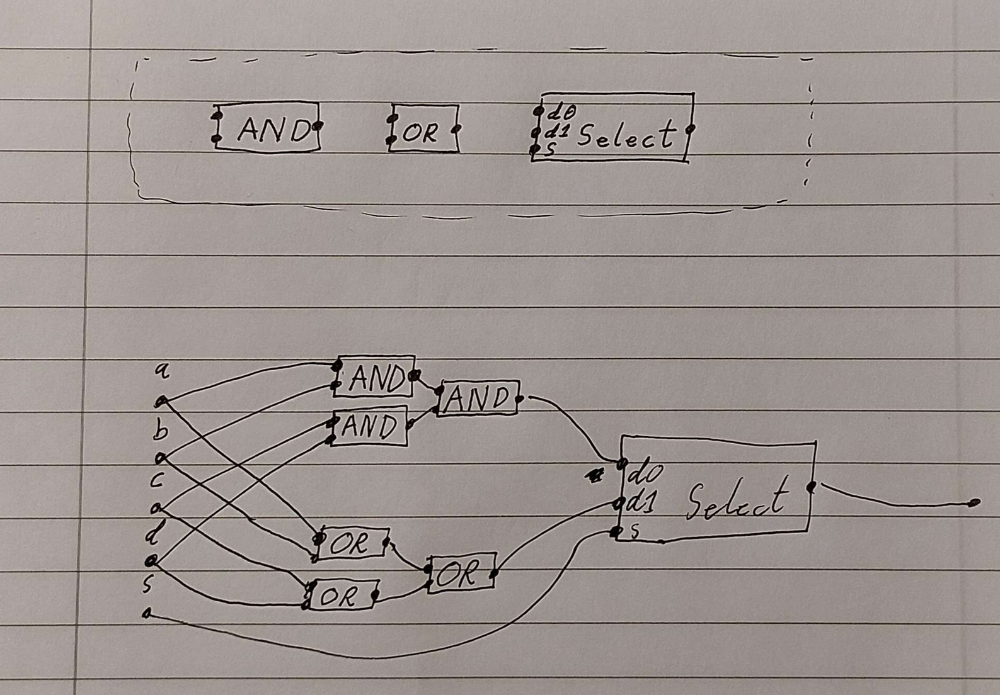 AND OR d0
d1 Select
s
a
AND
AND
b
AND
c
d0
d1 Select
s
d
OR
OR
s
OR